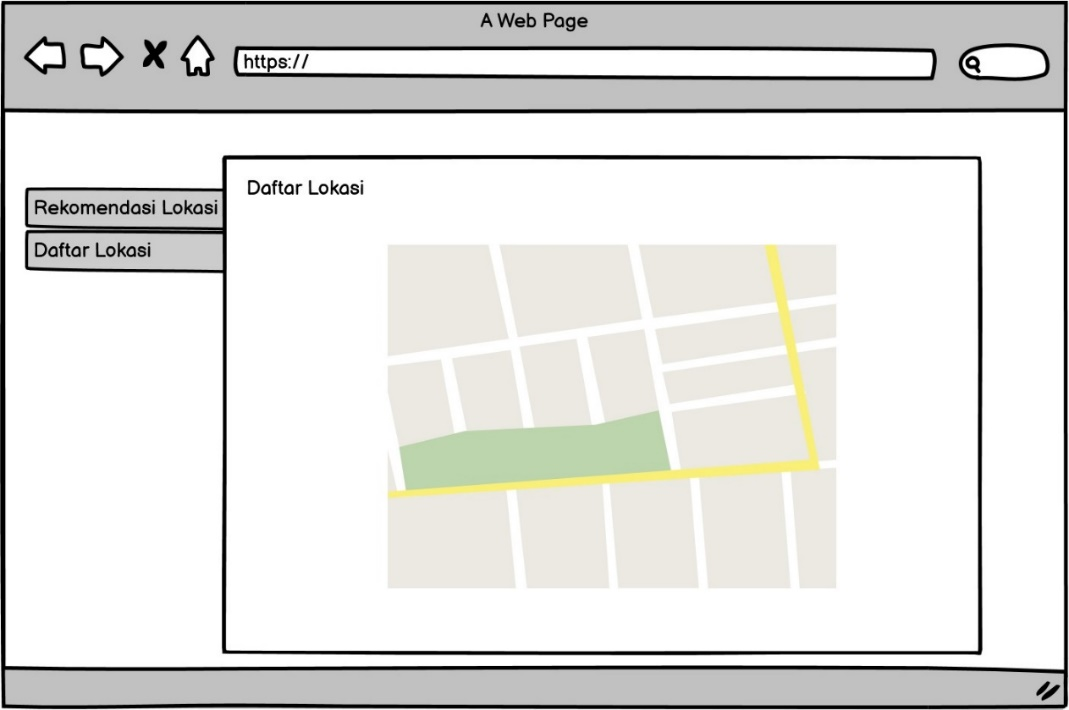 A Web Page
https://
Rekomendasi Lokasi
Daftar Lokasi
Daftar Lokasi